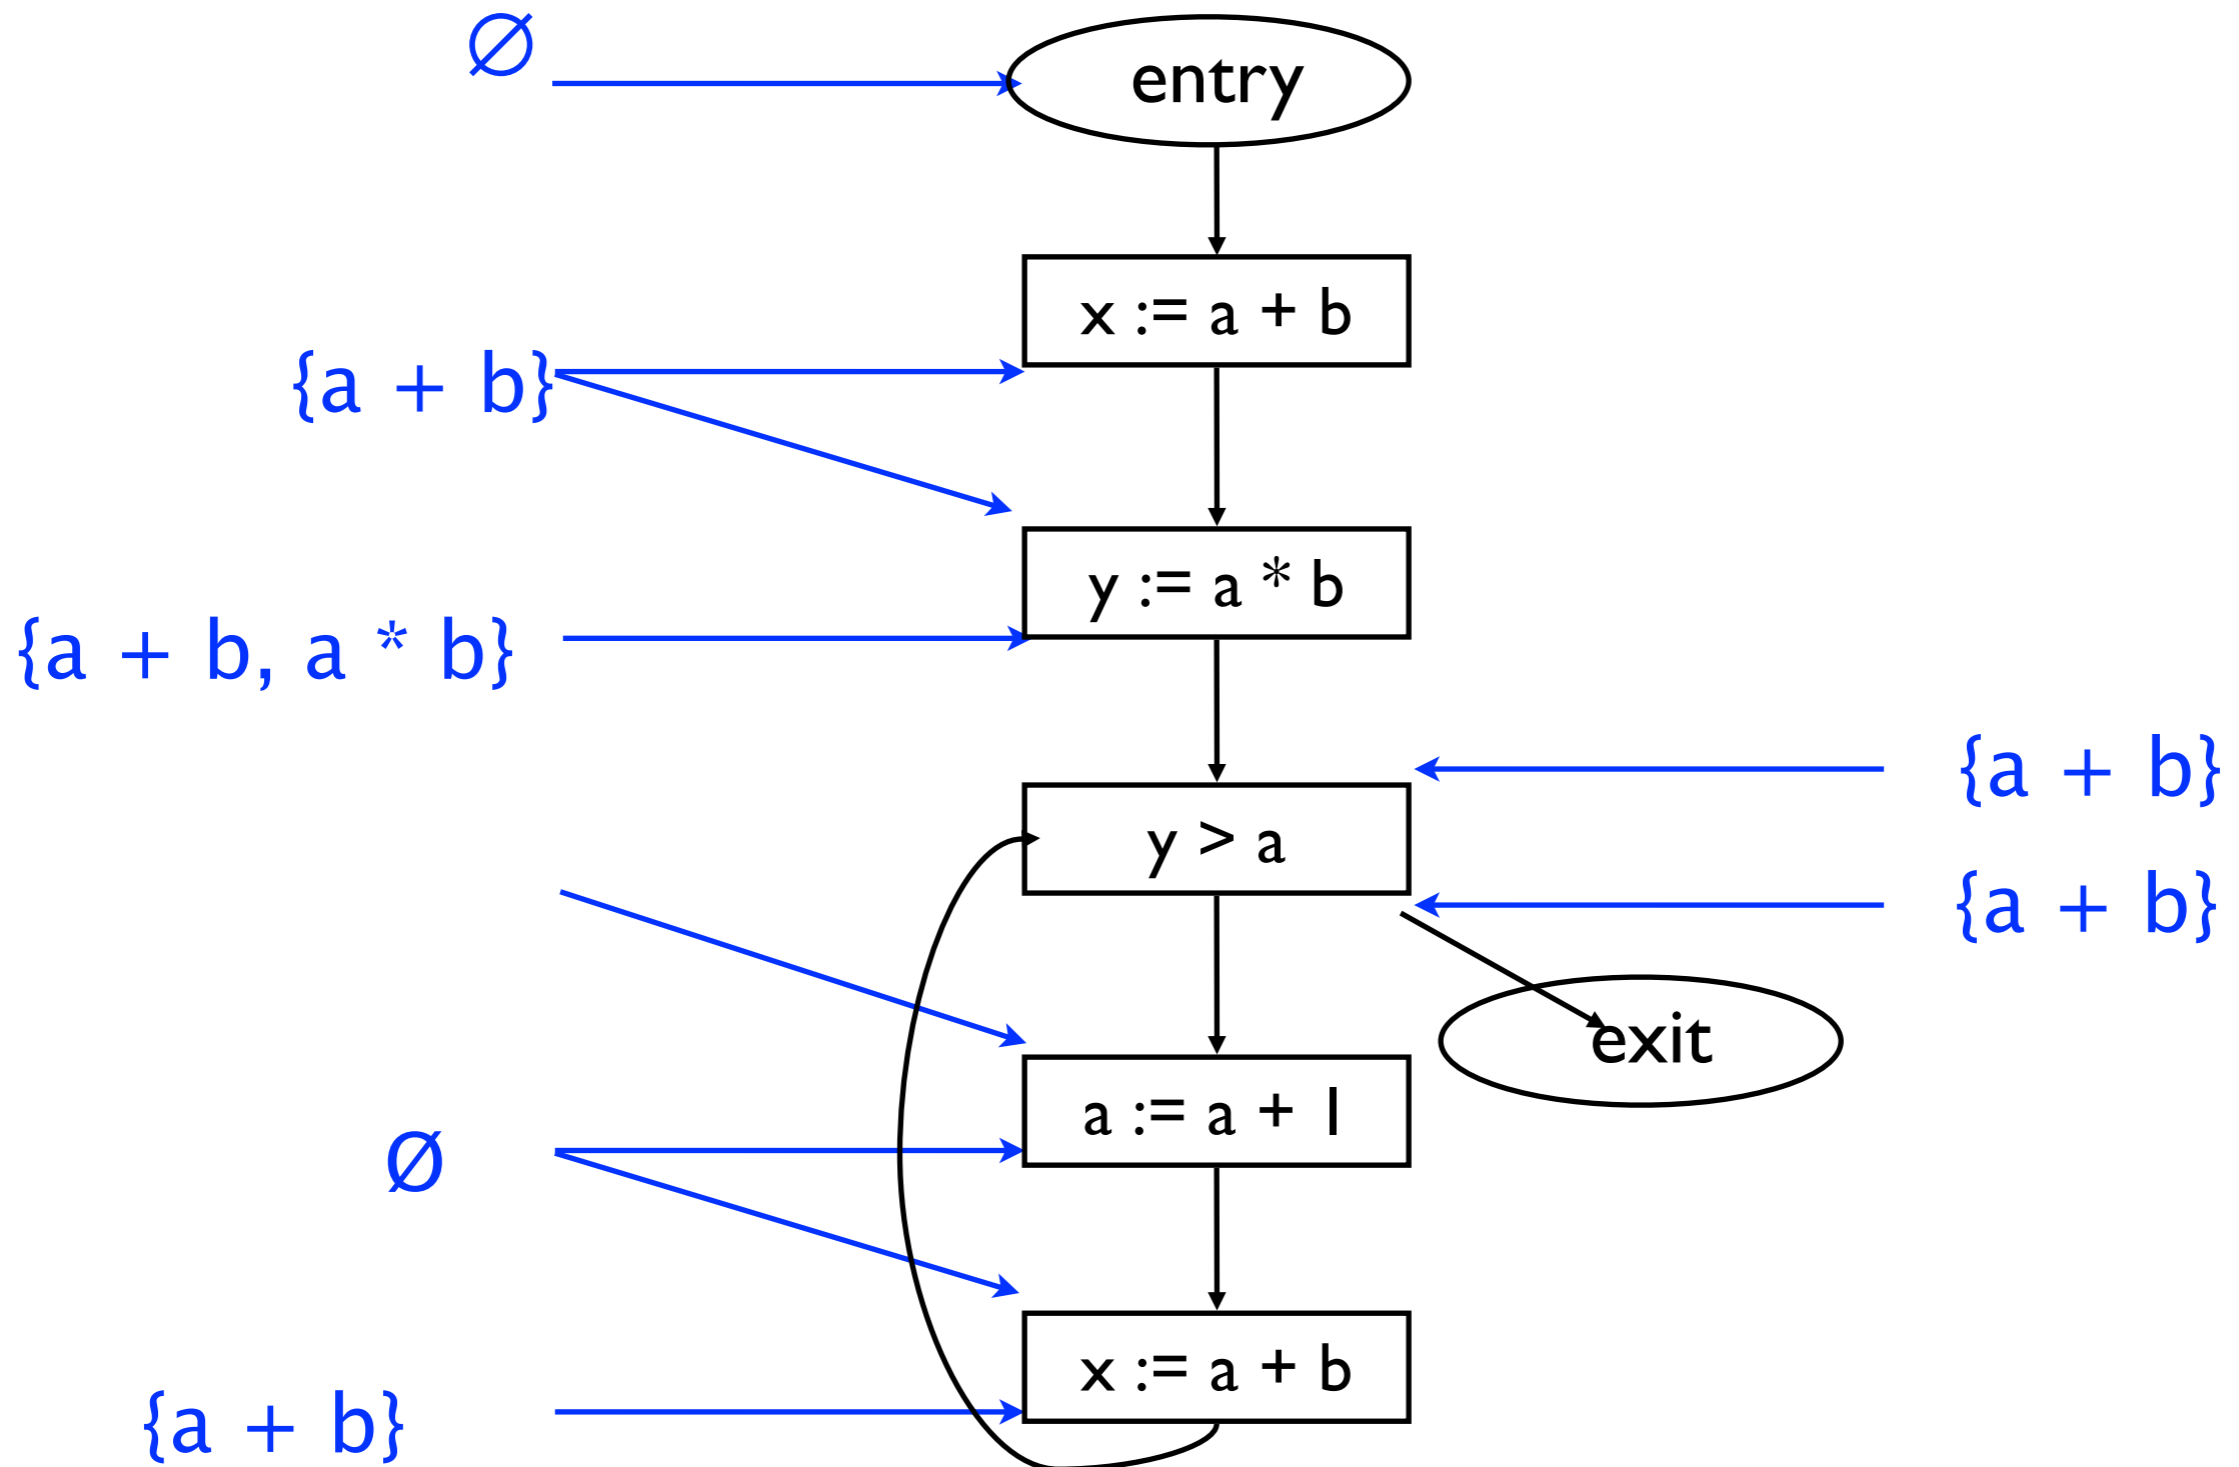 ∅
entry
x := a + b
{a + b}
y := a * b
{a + b, a * b}
{a + b}
y > a
{a + b}
exit
a := a + 1
Ø
x := a + b
{a + b}